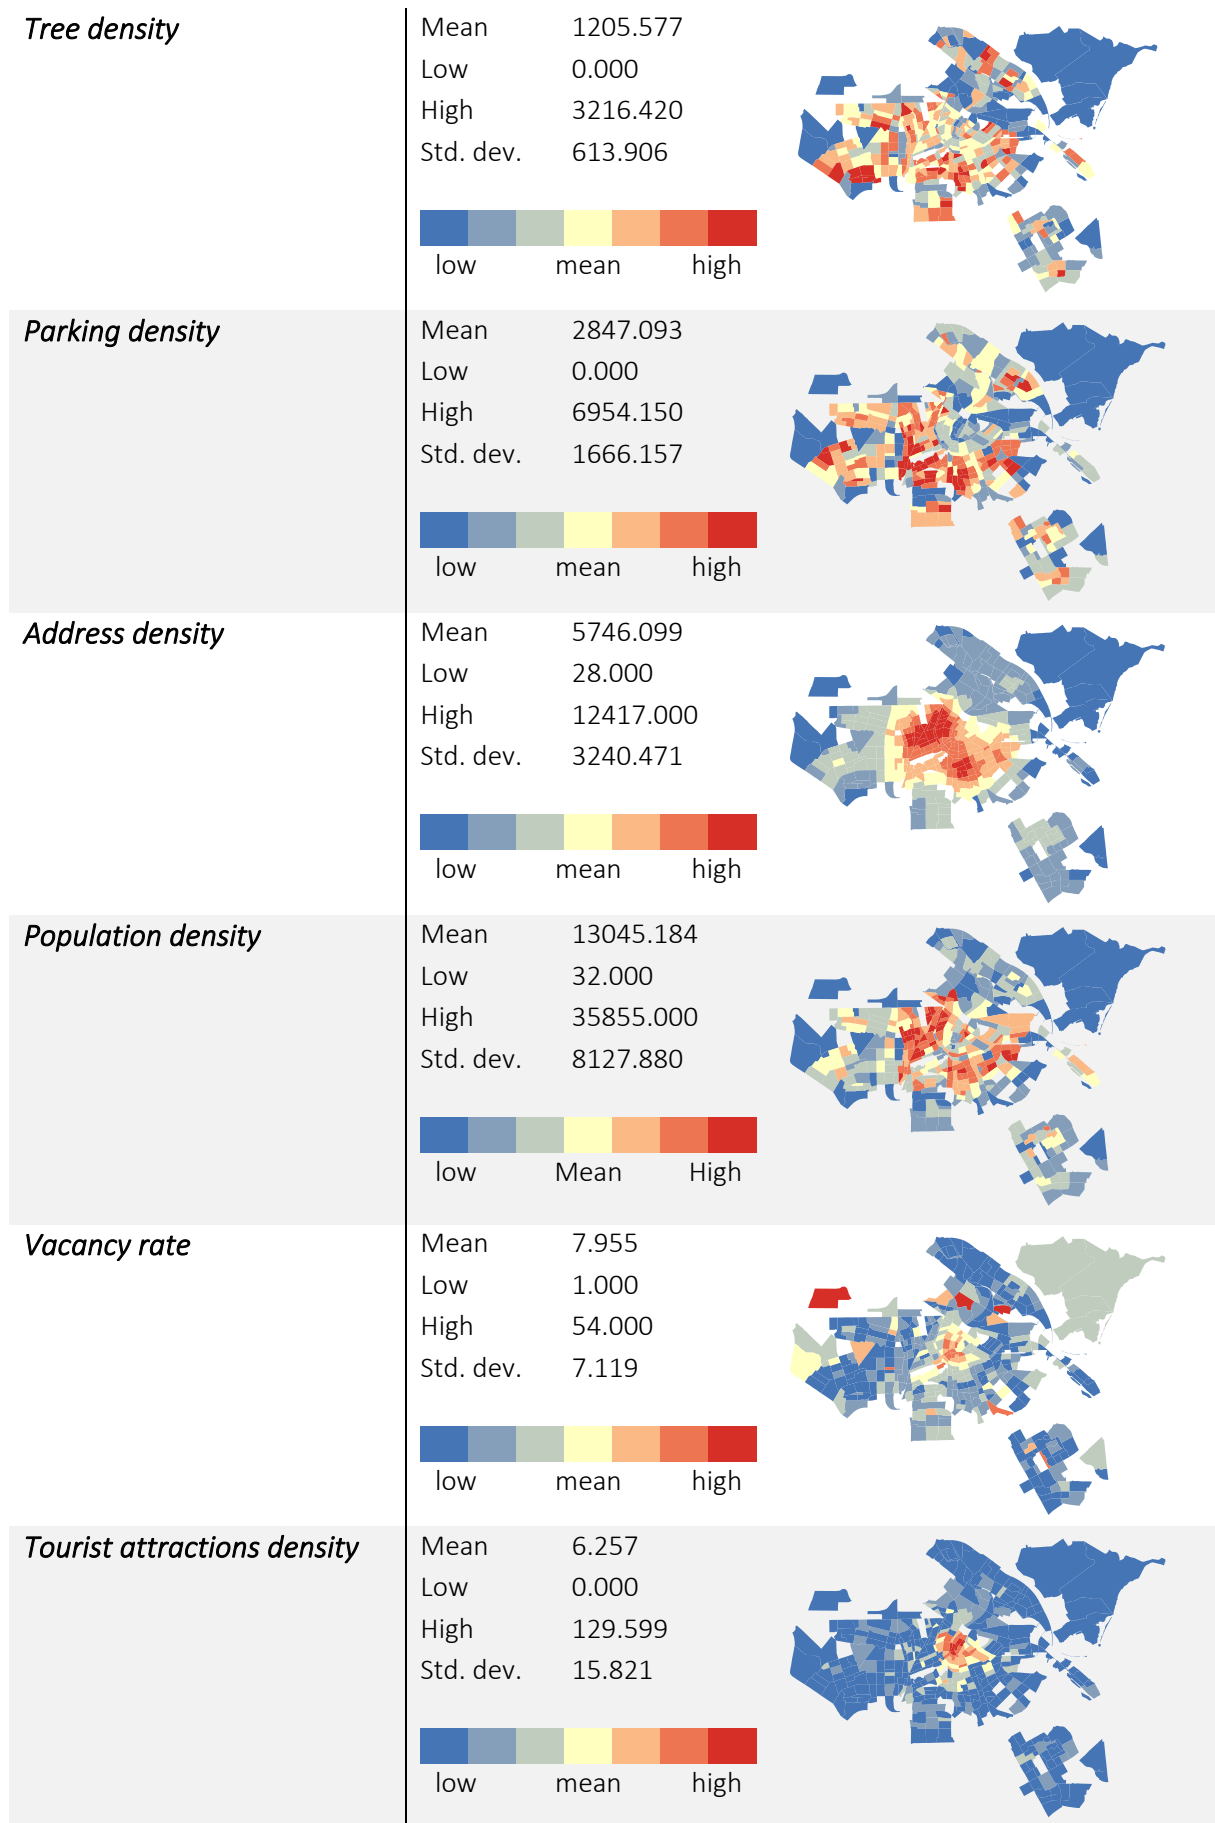 Tree density
Mean 1205.577
Low 0.000
High 3216.420
Std. dev. 613.906
low mean high
Parking density
Mean 2847.093
Low 0.000
High 6954.150
Std. dev. 1666.157
low mean high
Address density
Mean 5746.099
Low 28.000
High 12417.000
Std. dev. 3240.471
low mean high
Population density
Mean 13045.184
Low 32.000
High 35855.000
Std. dev. 8127.880
low Mean High
Vacancy rate
Mean 7.955
Low 1.000
High 54.000
Std. dev. 7.119
low mean high
Tourist attractions density
Mean 6.257
Low 0.000
High 129.599
Std. dev. 15.821
low mean high